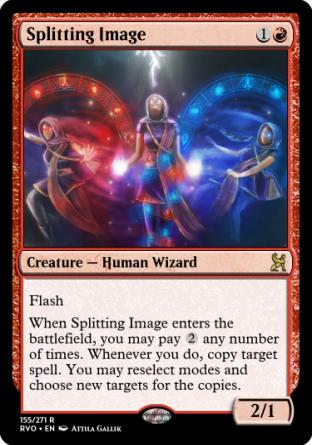 Splitting Image 1
Creature — Human Wizard
Flash
When Splitting Image enters the
battlefield, you may pay 2 any number
of times. Whenever you do, copy target
spell. You may reselect modes and
choose new targets for the copies.
2/1
155/271 R
RVO • EN ATTILA GALLIK